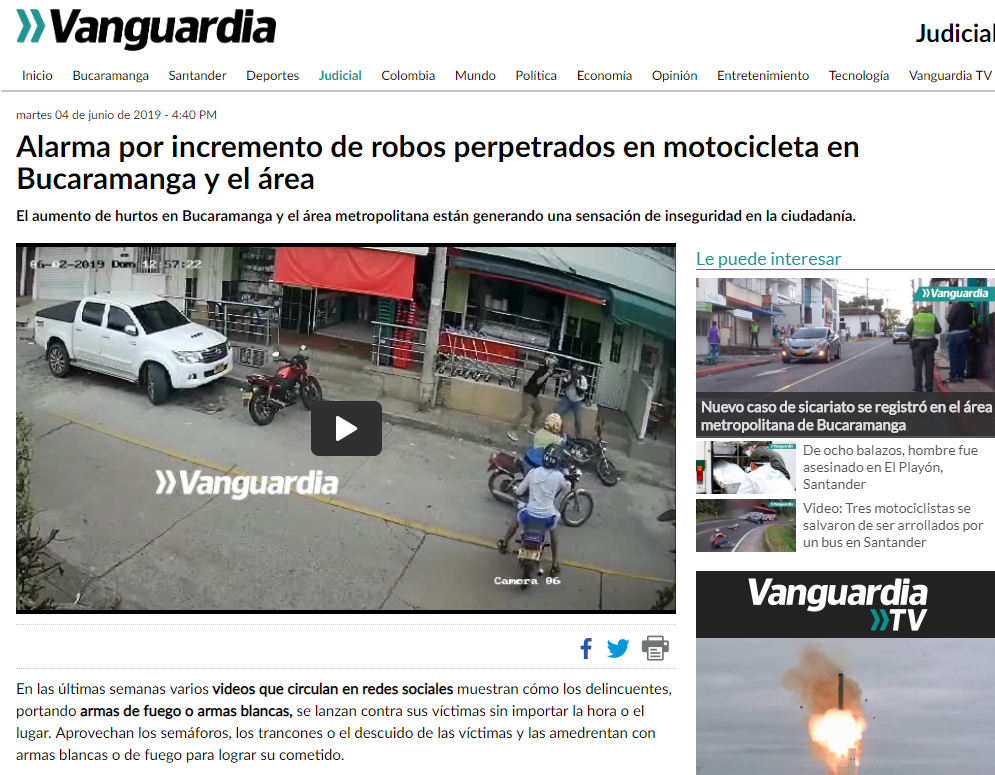 Vanguardia
Judicial
Inicio Bucaramanga Santander Deportes Judicial Colombia Mundo Política Economía Opinión Entretenimiento Tecnología Vanguardia TV
martes 04 de junio de 2019 - 4:40 PM
Alarma por incremento de robos perpetrados en motocicleta en
Bucaramanga y el área
El aumento de hurtos en Bucaramanga y el área metropolitana están generando una sensación de inseguridad en la ciudadanía.
06-02-2019 Dom 12:57:22
Vanguardia
Camera 06
En las últimas semanas varios videos que circulan en redes sociales muestran cómo los delincuentes,
portando armas de fuego o armas blancas, se lanzan contra sus víctimas sin importar la hora o el
lugar. Aprovechan los semáforos, los trancones o el descuido de las víctimas y las amedrentan con
armas blancas o de fuego para lograr su cometido.
Le puede interesar
Vanguardia
Nuevo caso de sicariato se registró en el área
metropolitana de Bucaramanga
De ocho balazos, hombre fue
asesinado en El Playón,
Santander
Video: Tres motociclistas se
salvaron de ser arrollados por
un bus en Santander
Vanguardia
TV